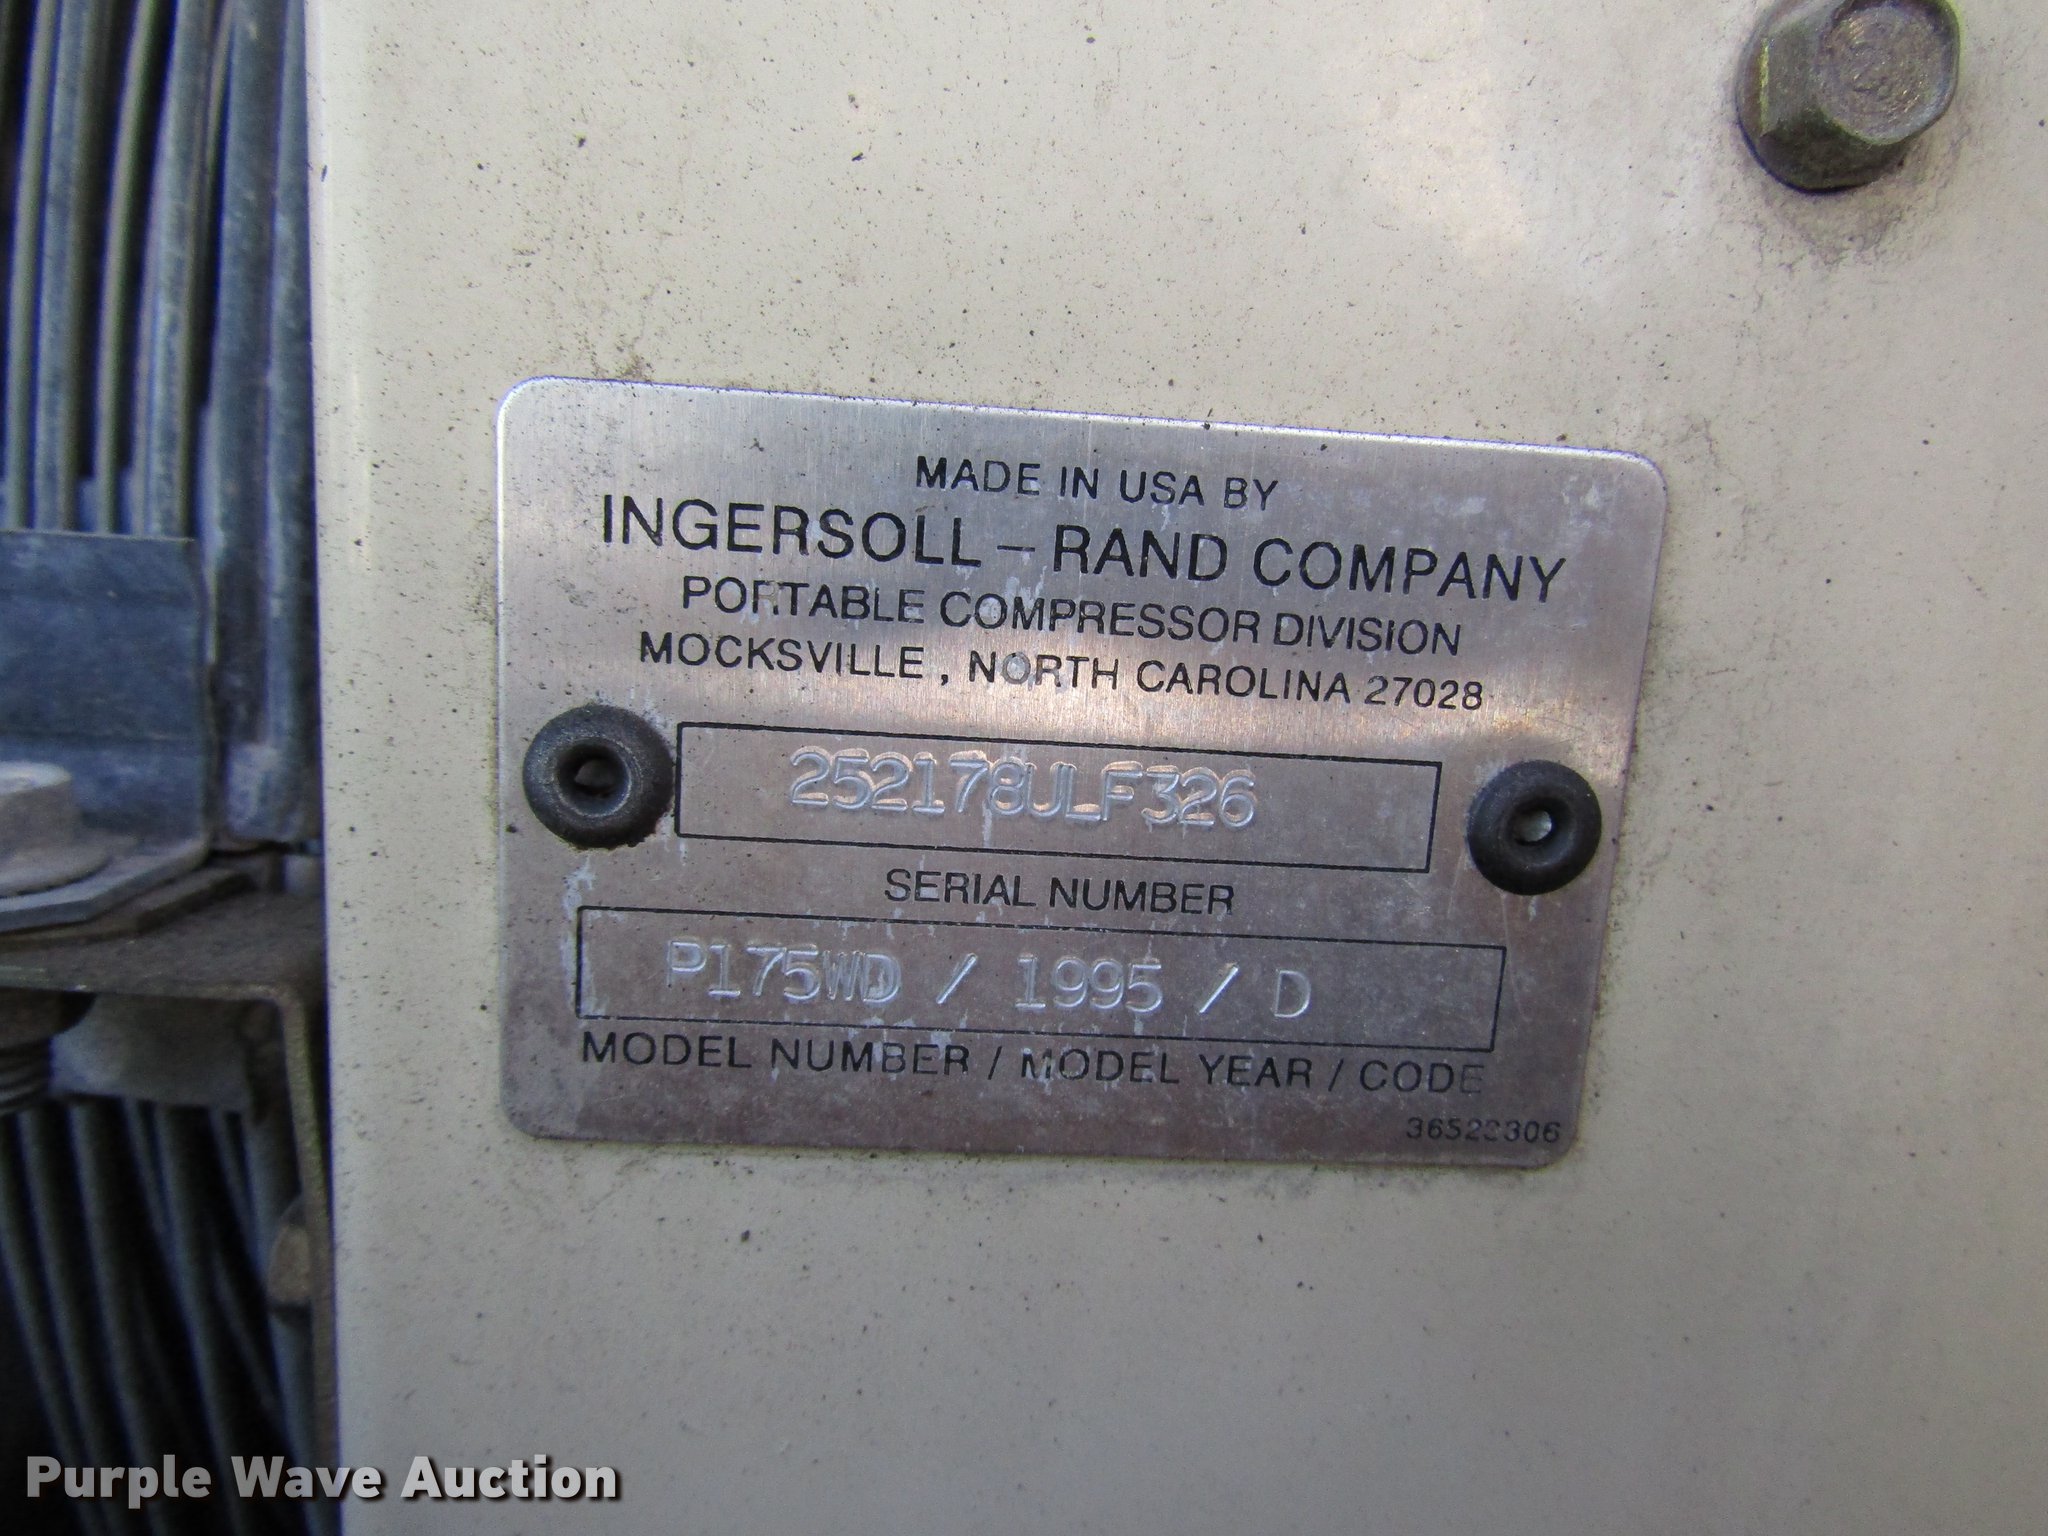 MADE IN USA BY
INGERSOLL – RAND COMPANY
PORTABLE COMPRESSOR DIVISION
MOCKSVILLE , NORTH CAROLINA 27028
252178ULF326
SERIAL NUMBER
P175WD / 1995 / D
MODEL NUMBER / MODEL YEAR / CODE
Purple Wave Auction